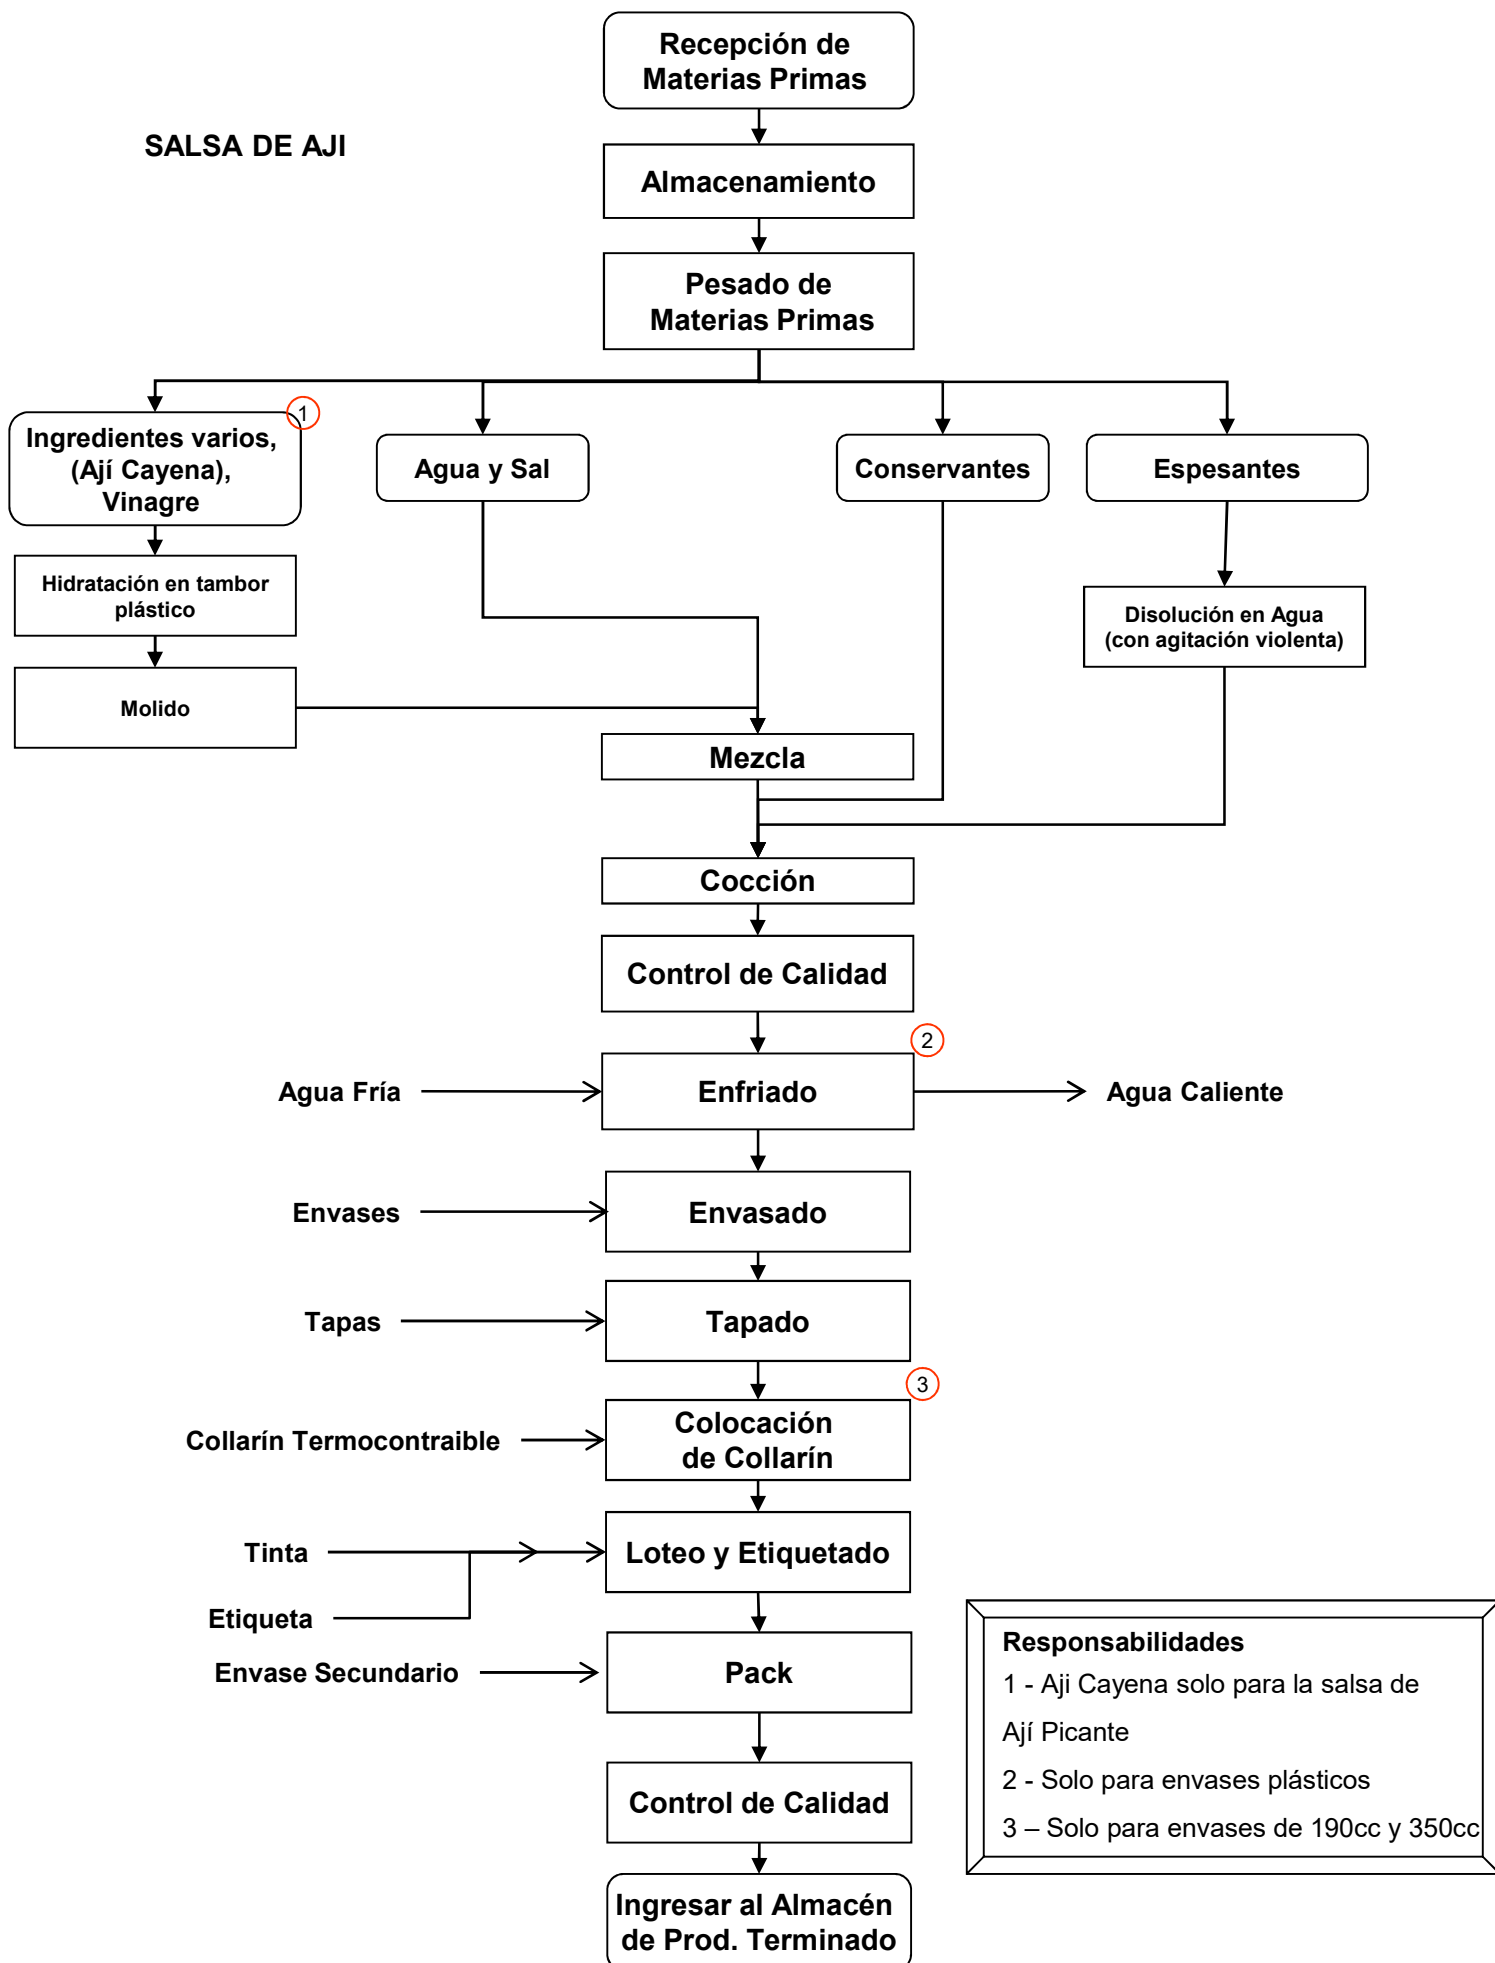 Recepción de
Materias Primas
SALSA DE AJI
Almacenamiento
Pesado de
Materias Primas
1
Ingredientes varios,
(Ají Cayena),
Vinagre
Agua y Sal
Conservantes
Espesantes
Hidratación en tambor
plástico
Disolución en Agua
(con agitación violenta)
Molido
Mezcla
Cocción
Control de Calidad
2
Agua Fría
Enfriado
Agua Caliente
Envases
Envasado
Tapas
Tapado
3
Collarín Termocontraible
Colocación
de Collarín
Tinta
Loteo y Etiquetado
Etiqueta
Envase Secundario
Pack
Control de Calidad
Ingresar al Almacén
de Prod. Terminado
Responsabilidades
1 - Aji Cayena solo para la salsa de
Ají Picante
2 - Solo para envases plásticos
3 – Solo para envases de 190cc y 350cc